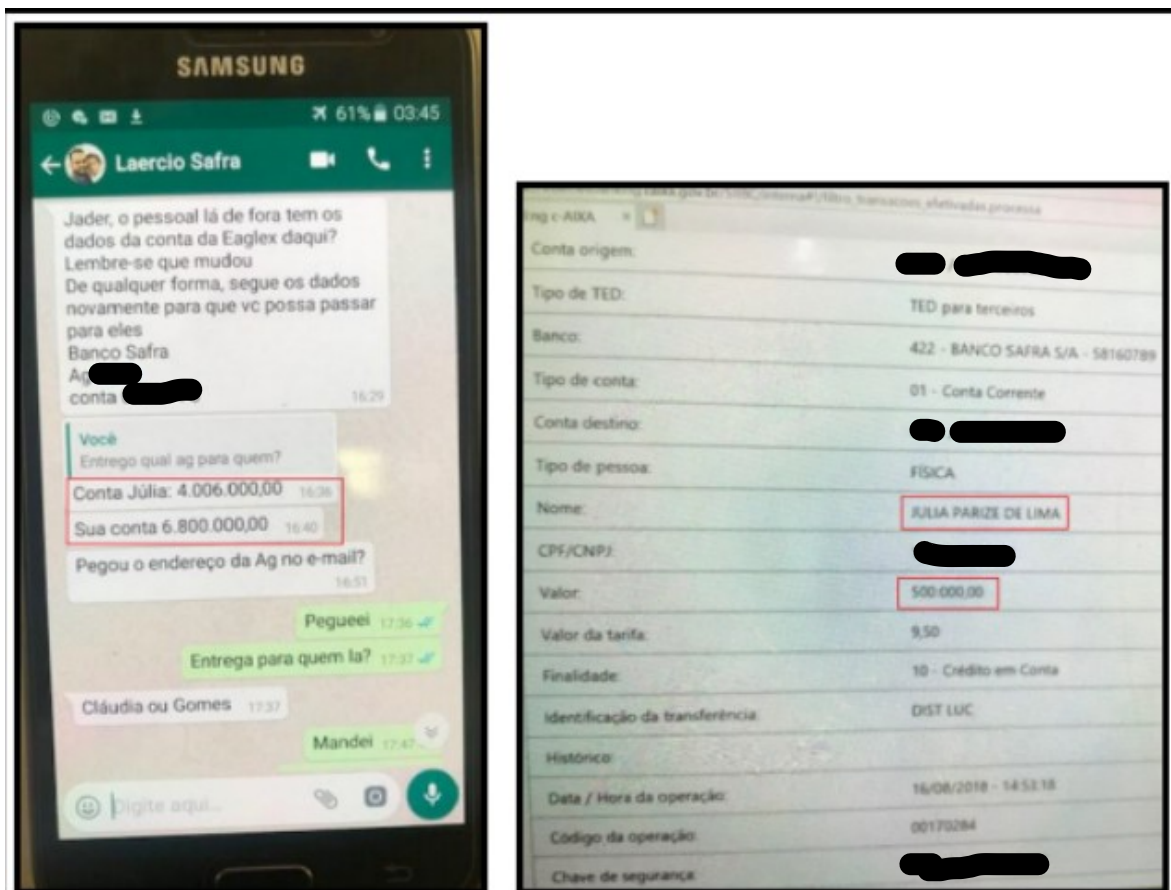 SAMSUNG
61% 03:45
Laercio Safra
Jader, o pessoal lá de fora tem os
dados da conta da Eaglex daqui?
Lembre-se que mudou
De qualquer forma, segue os dados
novamente para que vc possa passar
para eles
Banco Safra
Ag
conta
16:29
Você
Entrego qual ag para quem?
Conta Júlia: 4.006.000,00 16:36
Sua conta 6.800.000,00 16:40
Pegou o endereço da Ag no e-mail?
16:51
Pegueei 17:36
Entrega para quem la? 17:37
Cláudia ou Gomes 17:37
Mandei 17:47
Digite aqui...
ng c-AIXA
Conta origem:
Tipo de TED: TED para terceiros
Banco: 422 - BANCO SAFRA S/A - 58160789
Tipo de conta: 01 - Conta Corrente
Conta destino:
Tipo de pessoa: FÍSICA
Nome: JULIA PARIZE DE LIMA
CPF/CNPJ:
Valor: 500.000,00
Valor da tarifa: 9,50
Finalidade: 10 - Crédito em Conta
Identificação da transferência: DIST LUC
Histórico:
Data / Hora da operação: 16/08/2018 - 14:53:18
Código da operação: 00170284
Chave de segurança: